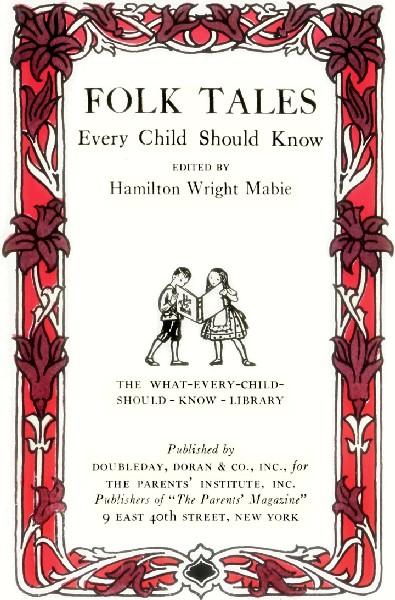 FOLK TALES
Every Child Should Know
EDITED BY
Hamilton Wright Mabie
THE WHAT-EVERY-CHILD-
SHOULD-KNOW-LIBRARY
Published by
DOUBLEDAY, DORAN & CO., INC., for
THE PARENTS' INSTITUTE, INC.
Publishers of "The Parents' Magazine"
9 EAST 40th STREET, NEW YORK